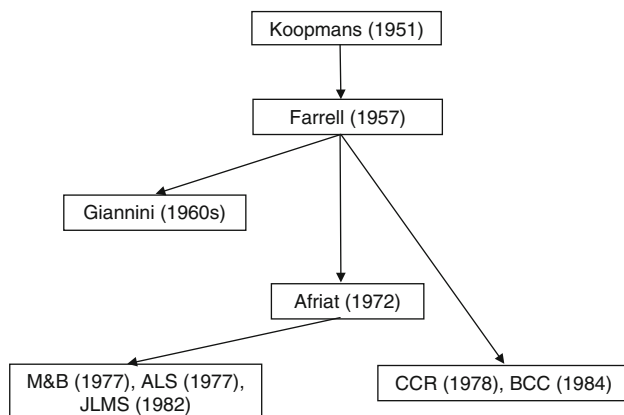 Koopmans (1951)
Farrell (1957)
Giannini (1960s)
Afriat (1972)
M&B (1977), ALS (1977),
JLMS (1982)
CCR (1978), BCC (1984)